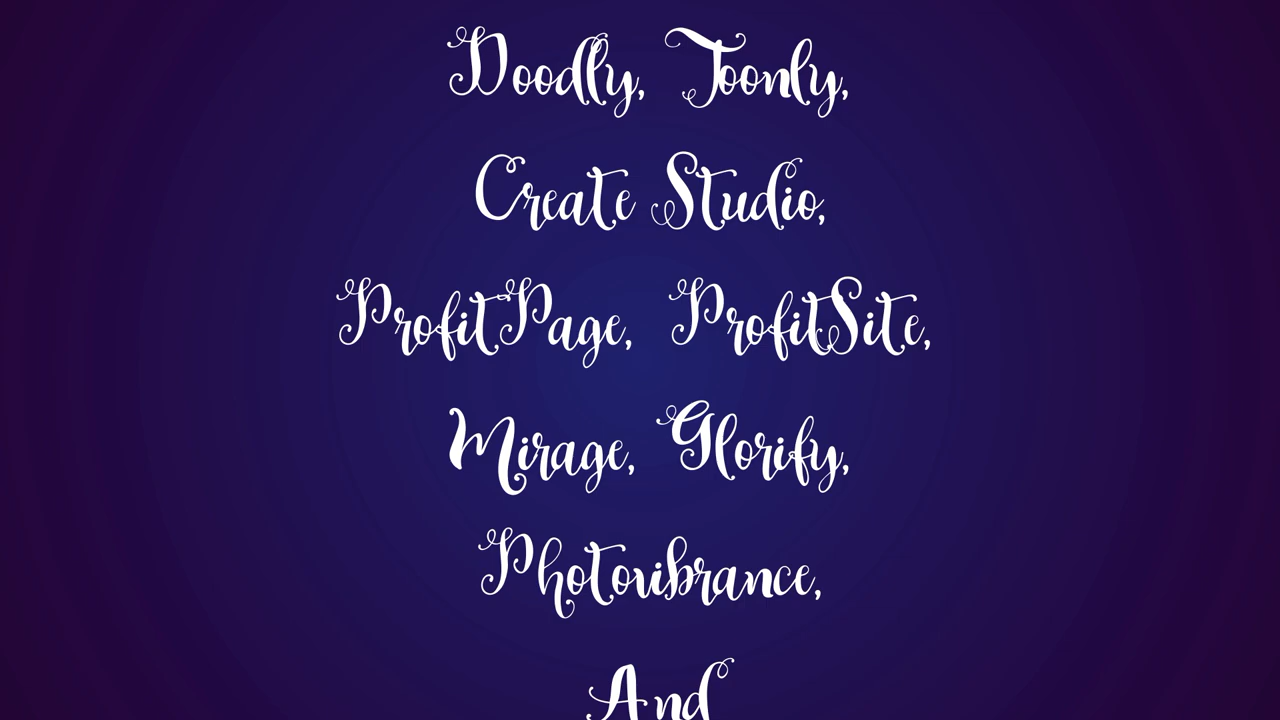 Doodly, Toonly,
Create Studio,
ProfitPage, ProfitSite,
Mirage, Glorify,
Photovibrance,
And